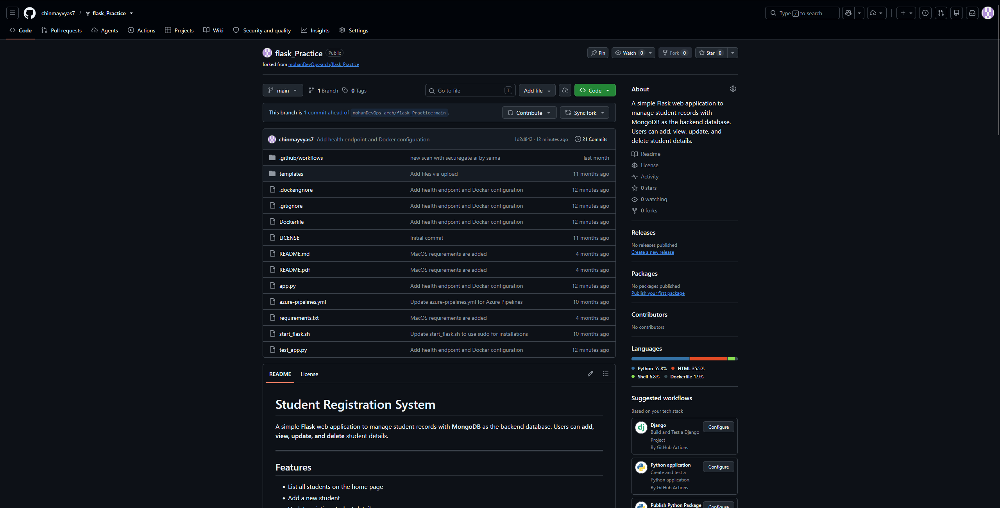 chinmayvyas7 / flask_Practice
Type / to search
Code Pull requests Agents Actions Projects Wiki Security and quality Insights Settings
flask_Practice Public
forked from mohanDevOps-arch/flask_Practice
Pin Watch 0 Fork 0 Star 0
main 1 Branch 0 Tags
Go to file T Add file Code
This branch is 1 commit ahead of mohanDevOps-arch/flask_Practice:main .
Contribute Sync fork
chinmayvyas7 Add health endpoint and Docker configuration 1d2d842 · 12 minutes ago 21 Commits
.github/workflows new scan with securegate ai by saima last month
templates Add files via upload 11 months ago
.dockerignore Add health endpoint and Docker configuration 12 minutes ago
.gitignore Add health endpoint and Docker configuration 12 minutes ago
Dockerfile Add health endpoint and Docker configuration 12 minutes ago
LICENSE Initial commit 11 months ago
README.md MacOS requirements are added 4 months ago
README.pdf MacOS requirements are added 4 months ago
app.py Add health endpoint and Docker configuration 12 minutes ago
azure-pipelines.yml Update azure-pipelines.yml for Azure Pipelines 10 months ago
requirements.txt MacOS requirements are added 4 months ago
start_flask.sh Update start_flask.sh to use sudo for installations 10 months ago
test_app.py Add health endpoint and Docker configuration 12 minutes ago
README License
Student Registration System
A simple Flask web application to manage student records with MongoDB as the backend database. Users can add,
view, update, and delete student details.
Features
• List all students on the home page
• Add a new student
About
A simple Flask web application to
manage student records with
MongoDB as the backend database.
Users can add, view, update, and
delete student details.
Readme
License
Activity
0 stars
0 watching
0 forks
Releases
No releases published
Create a new release
Packages
No packages published
Publish your first package
Contributors
No contributors
Languages
Python 55.8% HTML 35.5%
Shell 6.8% Dockerfile 1.9%
Suggested workflows
Based on your tech stack
dj
Django
Configure
Build and Test a Django
Project
By GitHub Actions
Python application
Configure
Create and test a
Python application.
By GitHub Actions
Publish Python Package
Configure